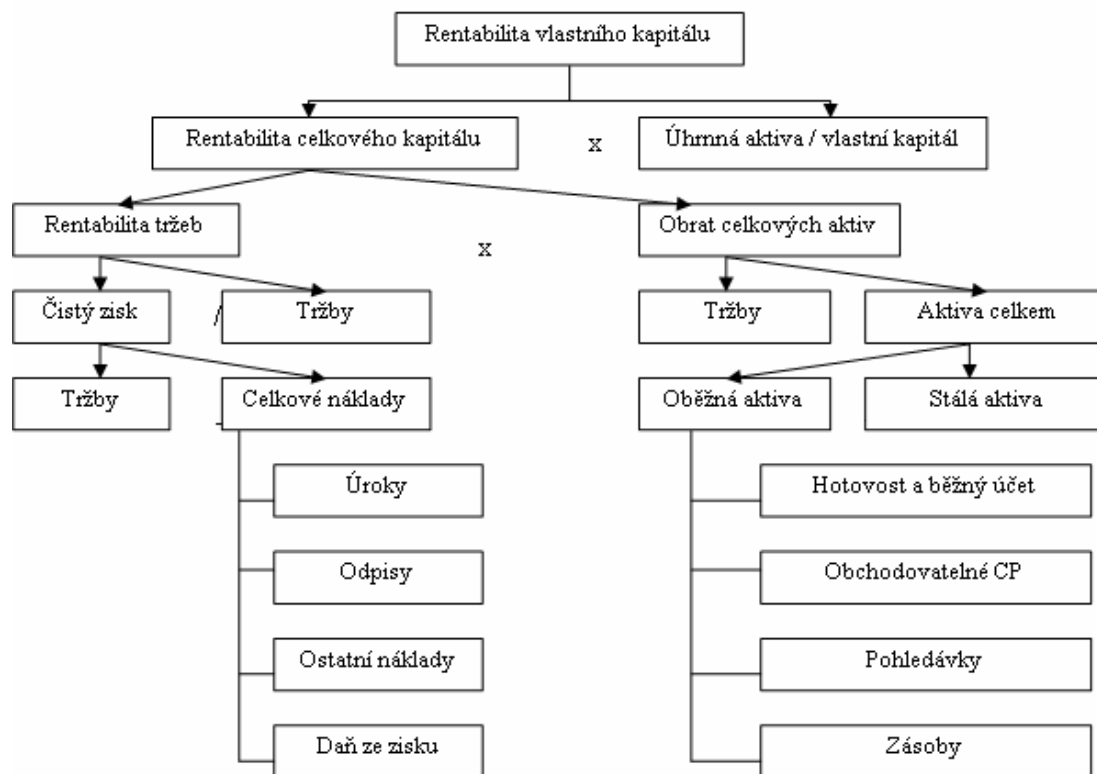 Rentabilita vlastního kapitálu
Rentabilita celkového kapitálu
x
Úhrnná aktiva / vlastní kapitál
Rentabilita tržeb
x
Obrat celkových aktiv
Čistý zisk
/
Tržby
Tržby
Aktiva celkem
Tržby
-
Celkové náklady
Oběžná aktiva
Stálá aktiva
Úroky
Hotovost a běžný účet
Odpisy
Obchodovatelné CP
Ostatní náklady
Pohledávky
Daň ze zisku
Zásoby